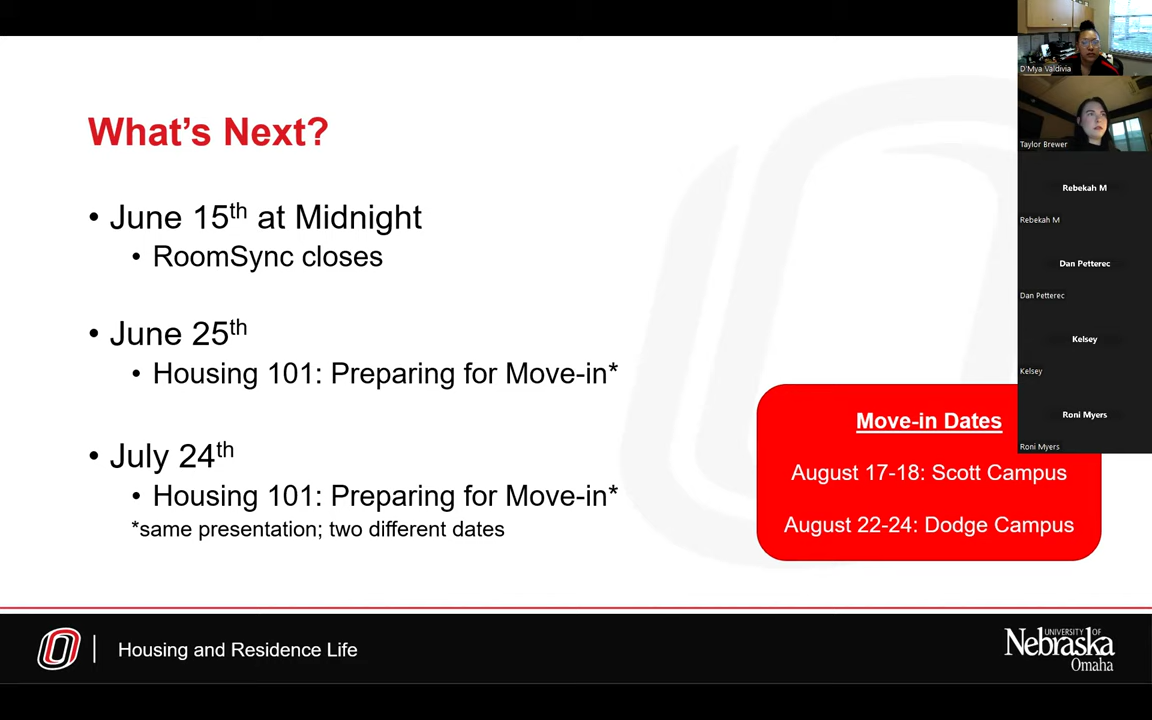 What's Next?
• June 15th at Midnight
• RoomSync closes
• June 25th
• Housing 101: Preparing for Move-in*
• July 24th
• Housing 101: Preparing for Move-in*
*same presentation; two different dates
Move-in Dates
August 17-18: Scott Campus
August 22-24: Dodge Campus
Housing and Residence Life
UNIVERSITY OF
Nebraska
Omaha
D'Mya Valdivia
Taylor Brewer
Rebekah M
Rebekah M
Dan Petterec
Dan Petterec
Kelsey
Kelsey
Roni Myers
Roni Myers